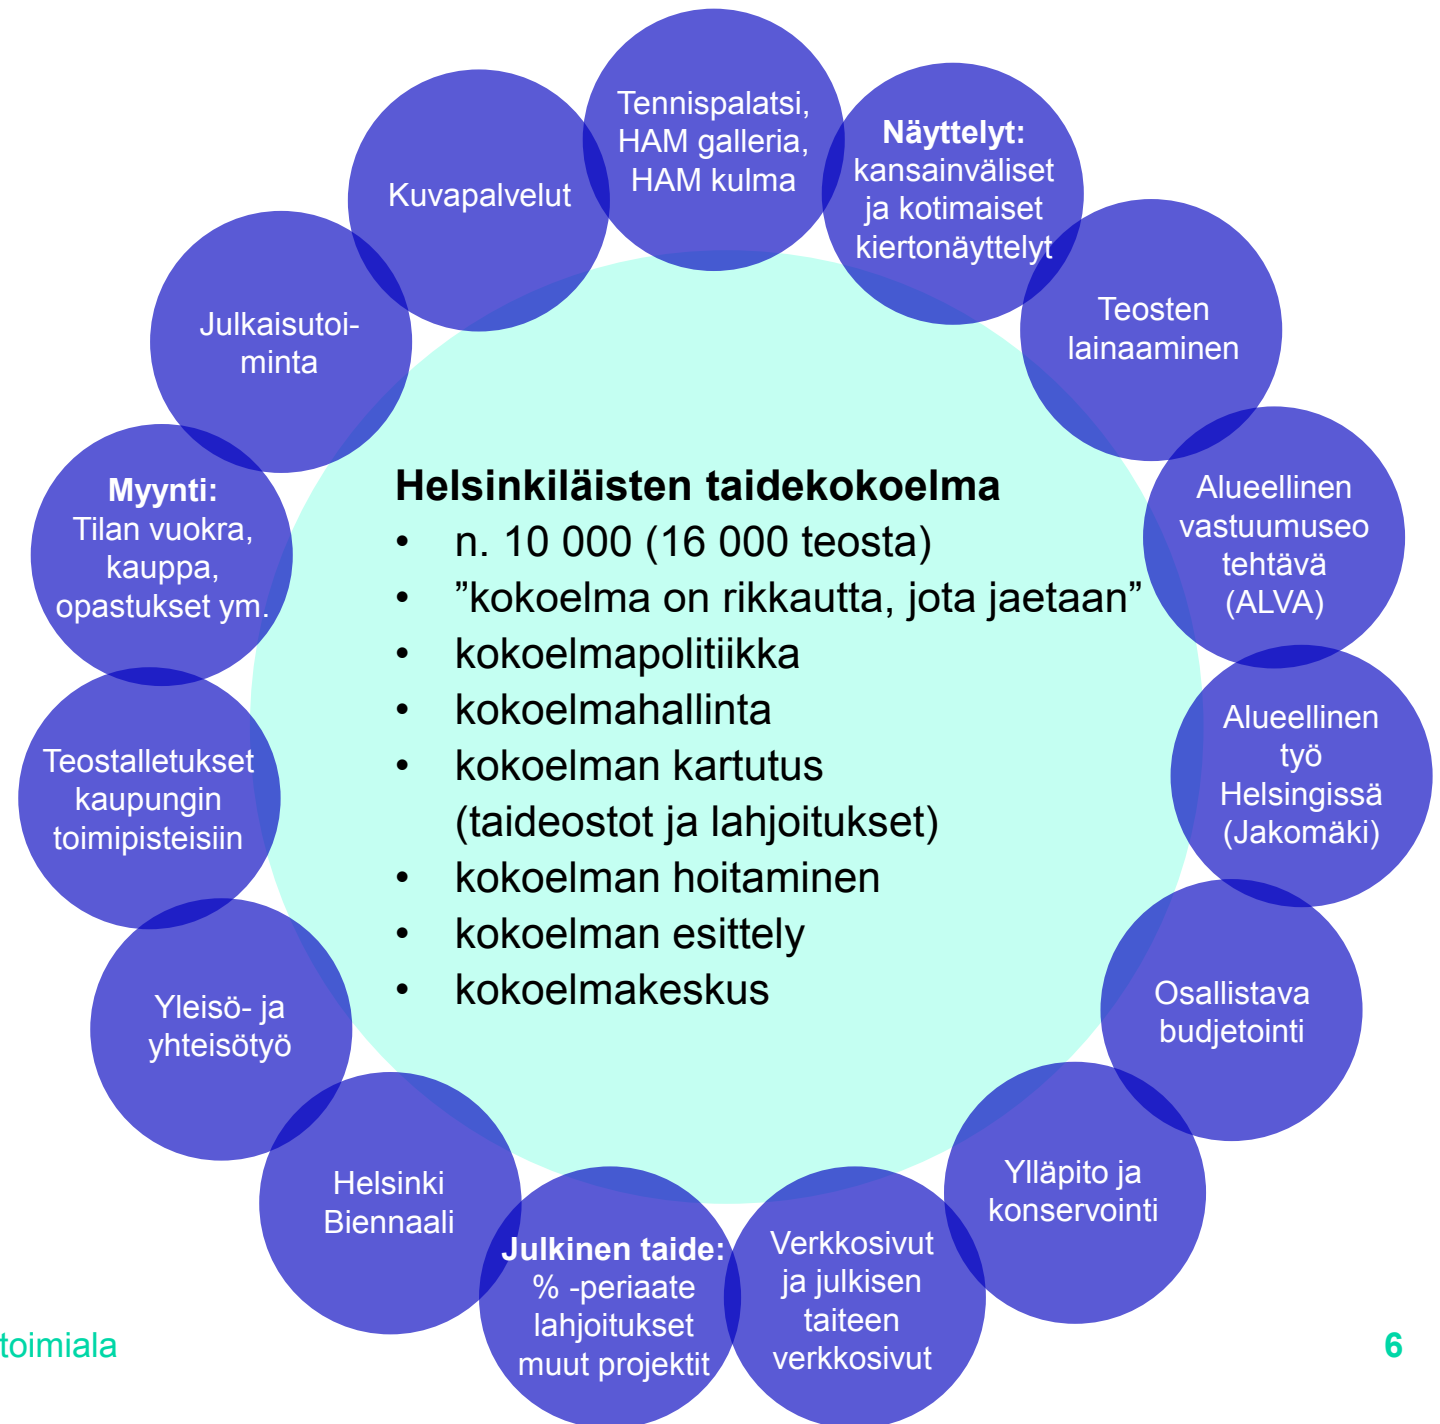 Tennispalatsi,
HAM galleria,
HAM kulma
Näyttelyt:
kansainväliset
ja kotimaiset
kiertonäyttelyt
Teosten
lainaaminen
Alueellinen
vastuumuseo
tehtävä
(ALVA)
Alueellinen
työ
Helsingissä
(Jakomäki)
Osallistava
budjetointi
Ylläpito ja
konservointi
Verkkosivut
ja julkisen
taiteen
verkkosivut
Julkinen taide:
% -periaate
lahjoitukset
muut projektit
Helsinki
Biennaali
Yleisö- ja
yhteisötyö
Teostalletukset
kaupungin
toimipisteisiin
Myynti:
Tilan vuokra,
kauppa,
opastukset ym.
Julkaisutoi-
minta
Kuvapalvelut
Helsinkiläisten taidekokoelma
• n. 10 000 (16 000 teosta)
• ”kokoelma on rikkautta, jota jaetaan”
• kokoelmapolitiikka
• kokoelmahallinta
• kokoelman kartutus
(taideostot ja lahjoitukset)
• kokoelman hoitaminen
• kokoelman esittely
• kokoelmakeskus
toimiala
6